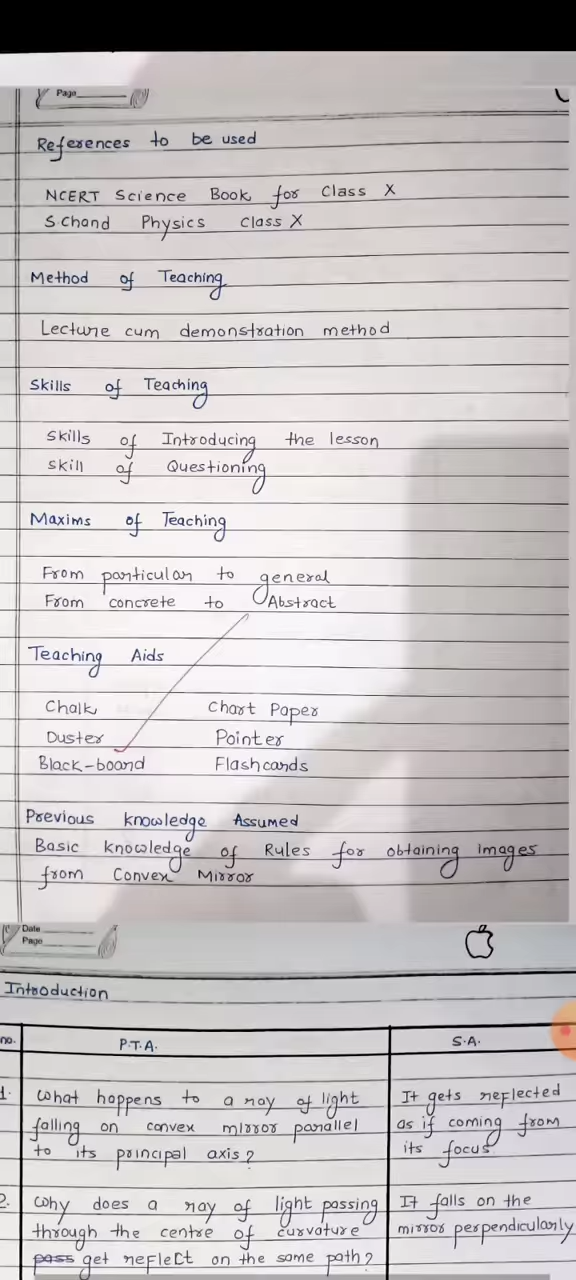 Page
References to be used
NCERT Science Book for Class X
S.Chand Physics Class X
Method of Teaching
Lecture cum demonstration method
Skills of Teaching
Skills of Introducing the lesson
Skill of Questioning
Maxims of Teaching
From particular to general
From concrete to Abstract
Teaching Aids
Chalk Chart Paper
Duster Pointer
Black-board Flashcards
Previous knowledge Assumed
Basic knowledge of Rules for obtaining images
from Convex Mirror
Date
Page
Introduction
no. P.T.A. S.A.
1. What happens to a ray of light It gets reflected
falling on convex mirror parallel as if coming from
to its principal axis? its focus.
2. Why does a ray of light passing It falls on the
through the centre of curvature mirror perpendicularly
pass get reflect on the same path?